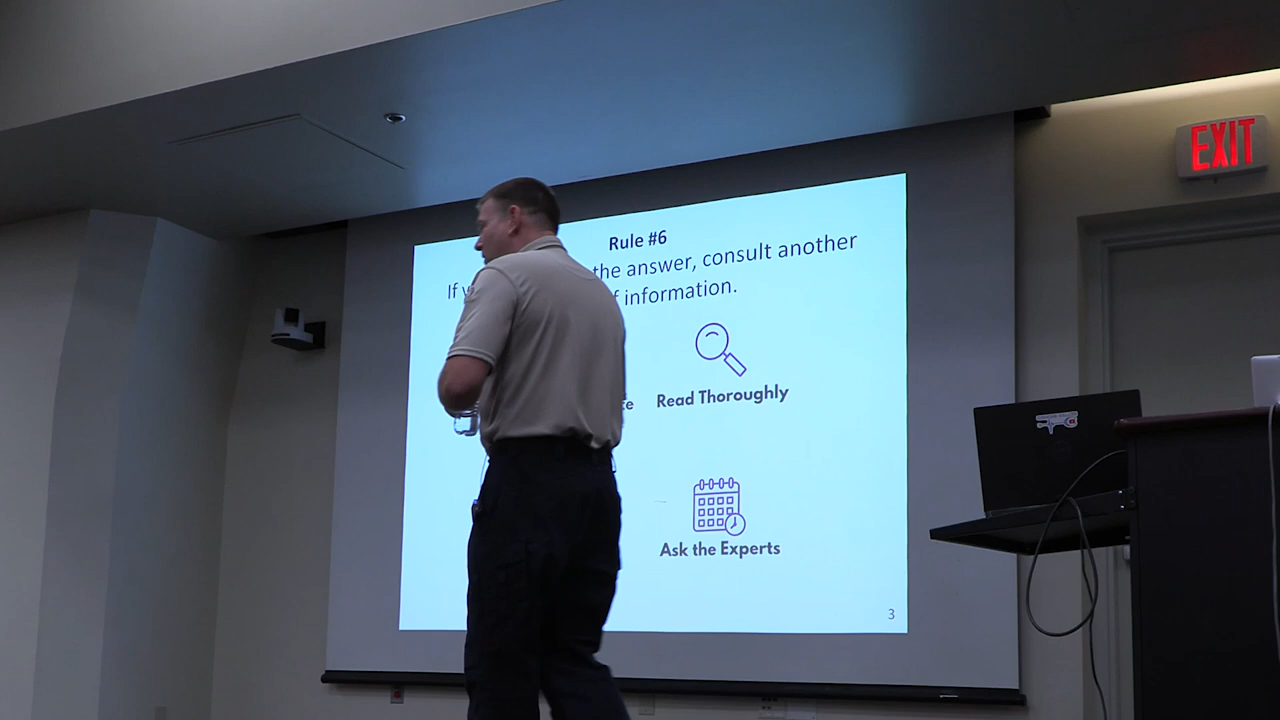 EXIT
Rule #6
If the answer, consult another
information.
Read Thoroughly
Ask the Experts
3